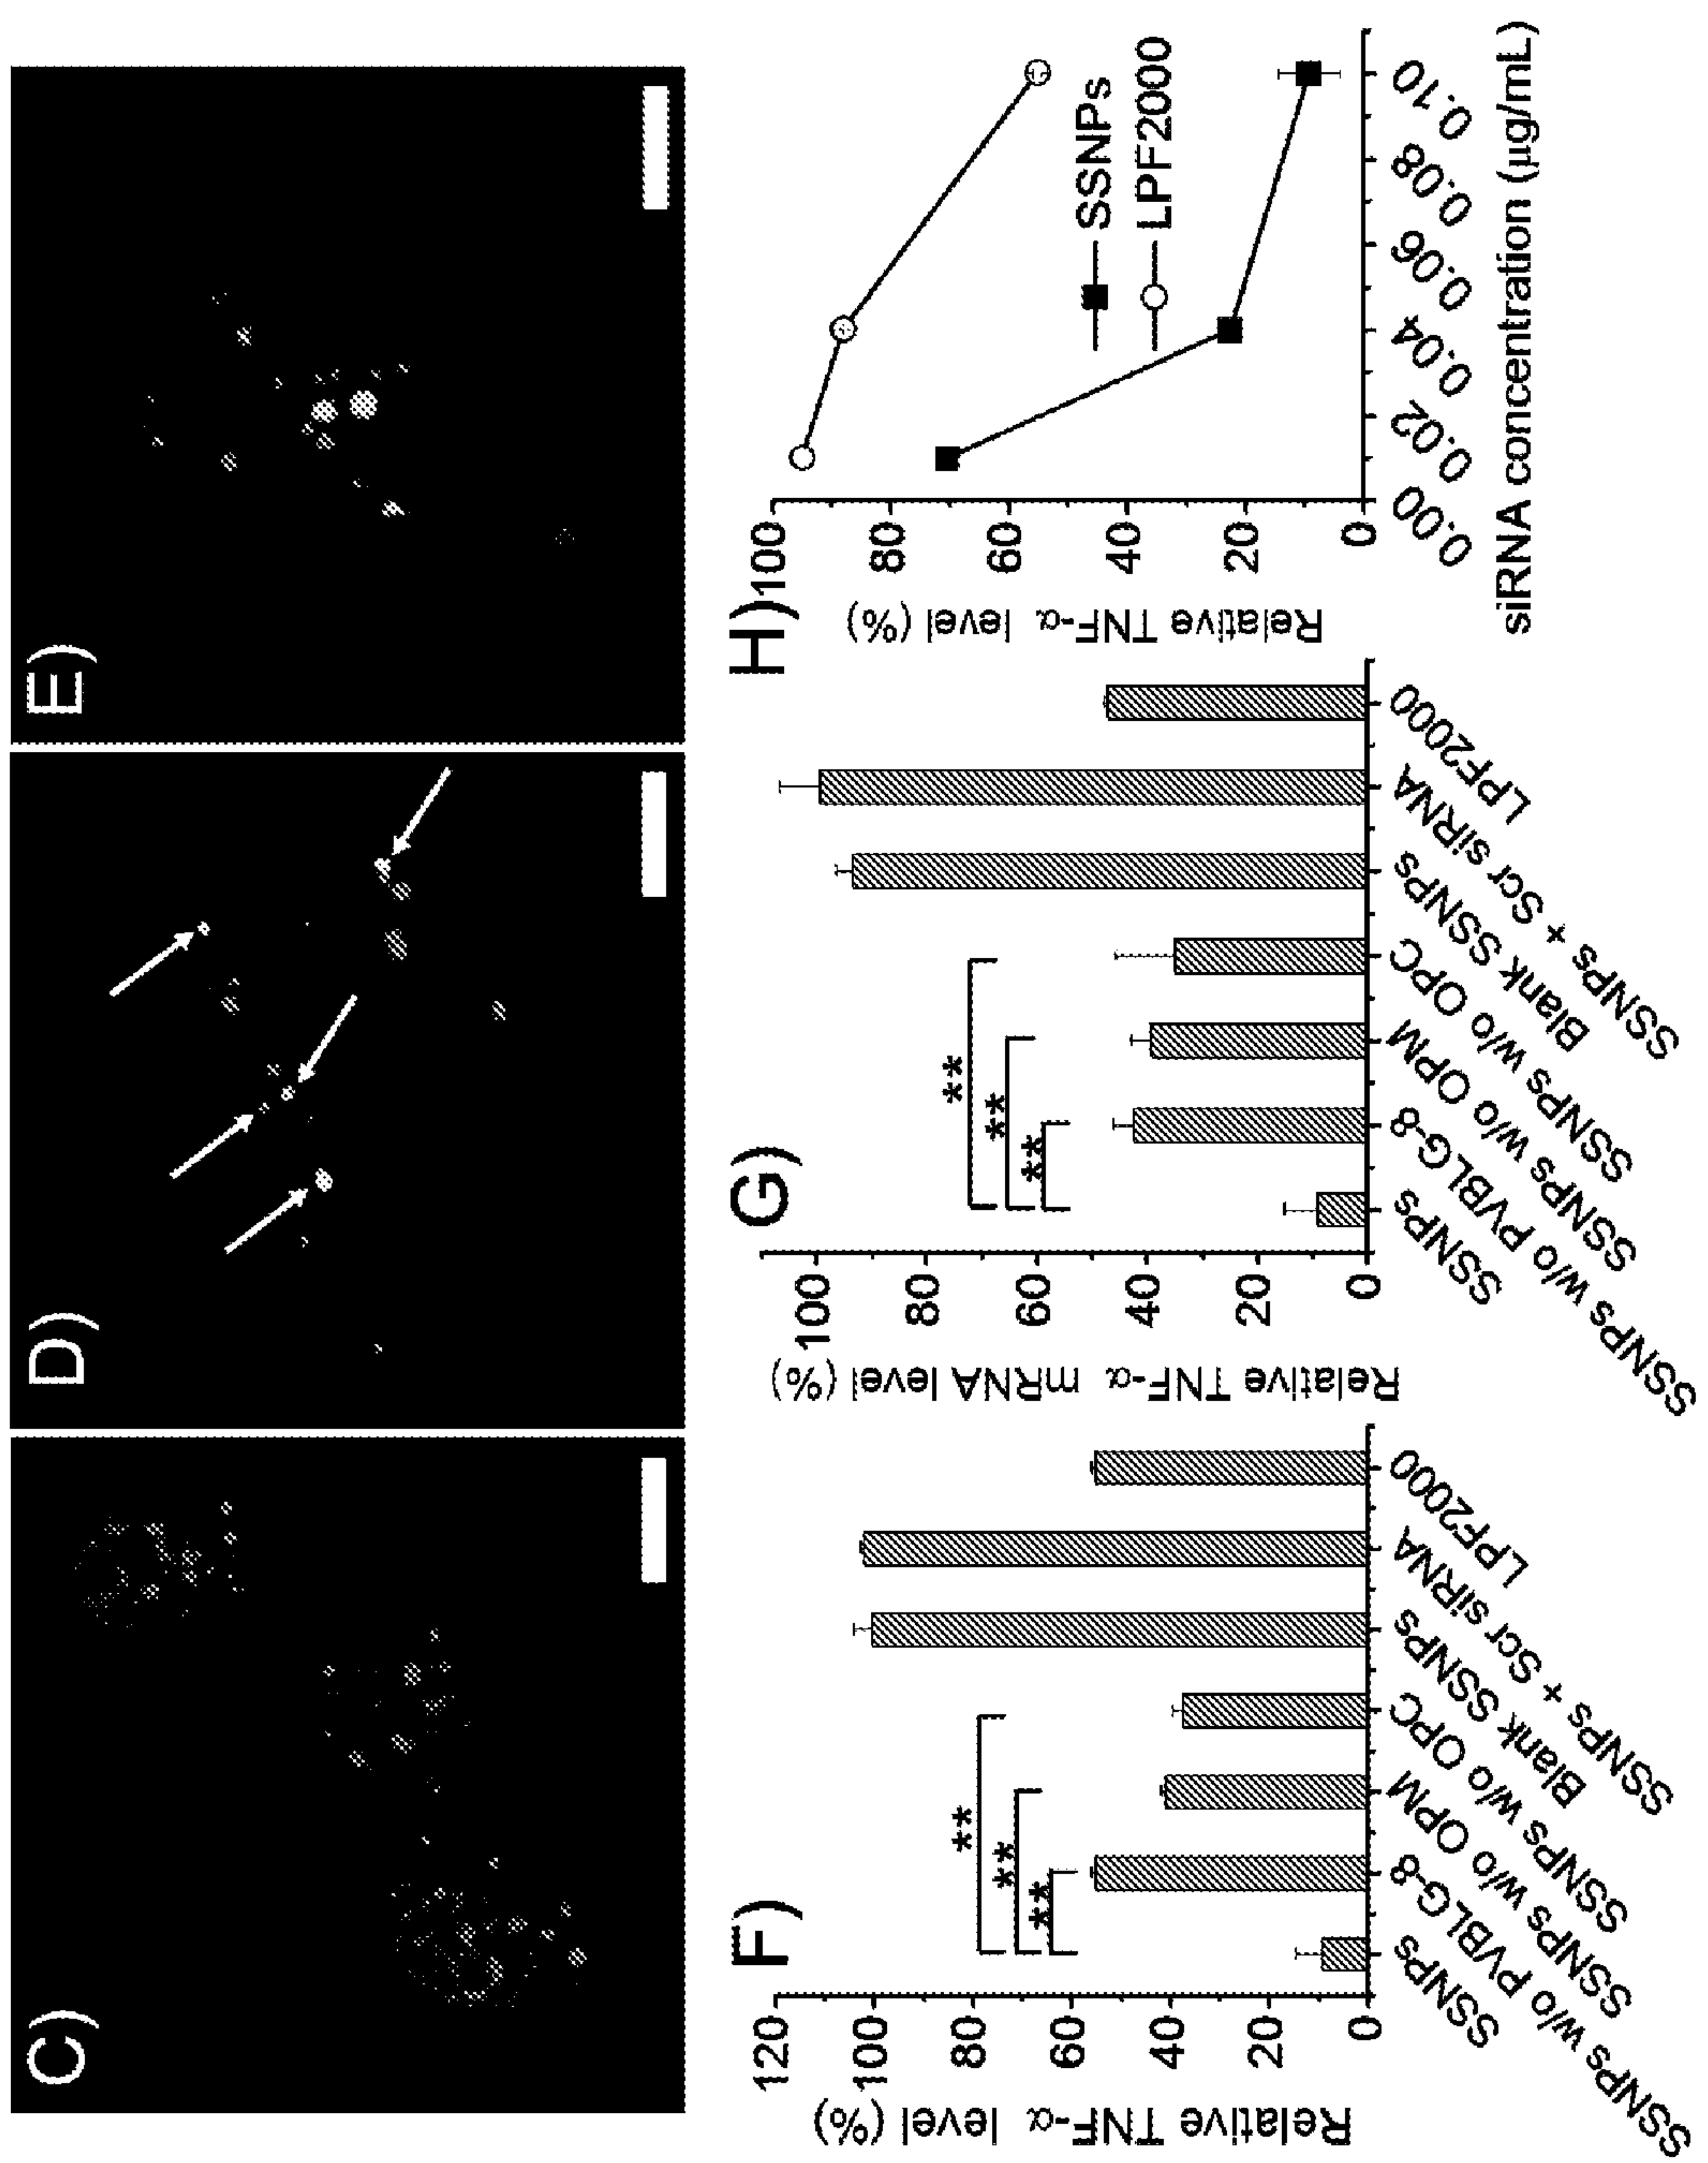 C)
D)
E)
F)
Relative TNF-α level (%)
120
100
80
60
40
20
0
**
**
**
SSNPs
SSNPs w/o PVBLG-8
SSNPs w/o OPM
SSNPs w/o OPC
Blank SSNPs
SSNPs + Scr siRNA
LPF2000
G)
Relative TNF-α mRNA level (%)
100
80
60
40
20
0
**
**
**
SSNPs
SSNPs w/o PVBLG-8
SSNPs w/o OPM
SSNPs w/o OPC
Blank SSNPs
SSNPs + Scr siRNA
LPF2000
H)
Relative TNF-α level (%)
100
80
60
40
20
0
SSNPs
LPF2000
0.00 0.02 0.04 0.06 0.08 0.10
siRNA concentration (μg/mL)